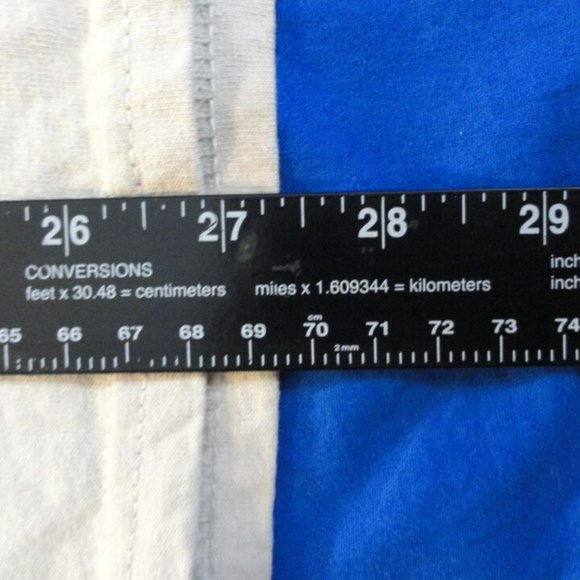 26 27 28 29
CONVERSIONS inch
feet x 30.48 = centimeters miles x 1.609344 = kilometers inch
cm
65 66 67 68 69 70 71 72 73 74
2mm